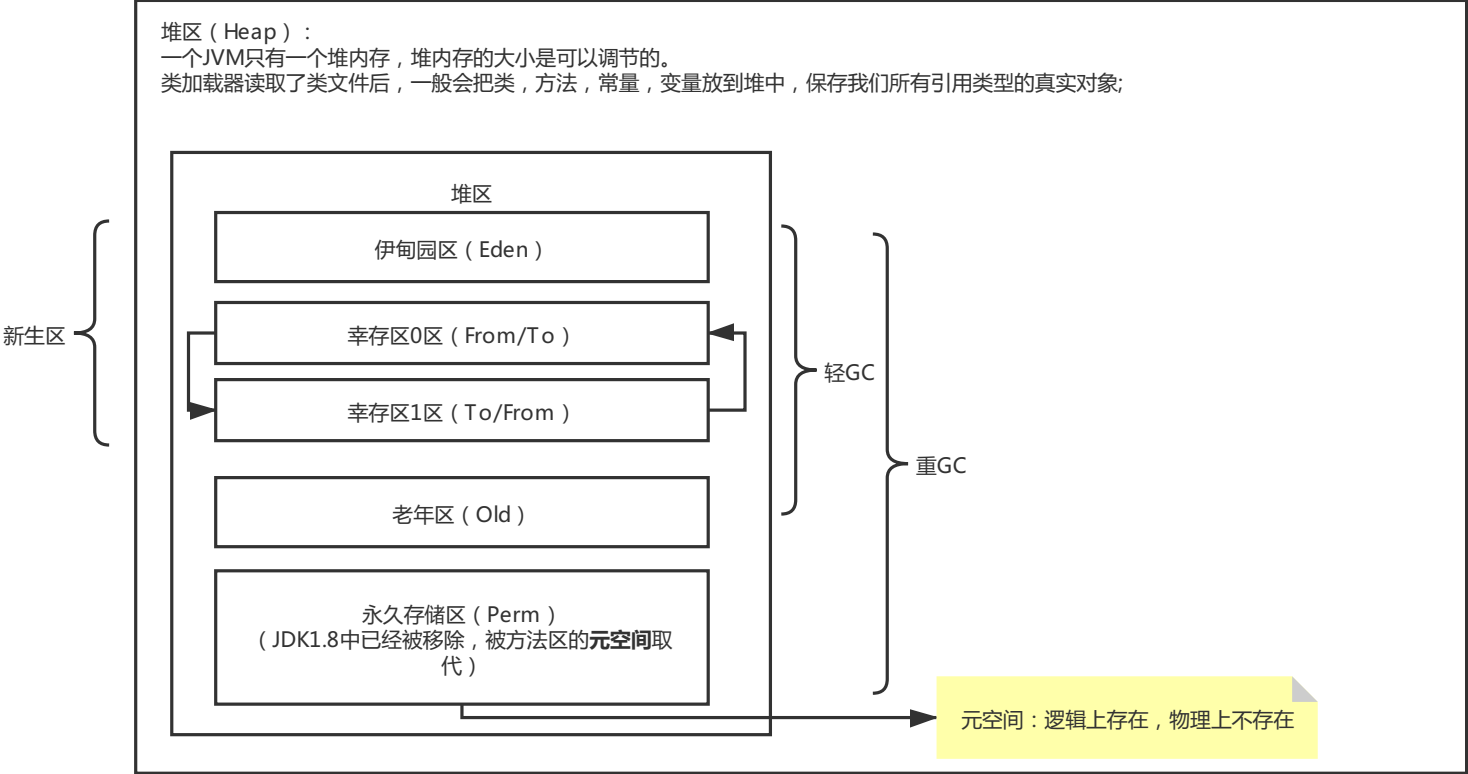 堆区（Heap）：
一个JVM只有一个堆内存，堆内存的大小是可以调节的。
类加载器读取了类文件后，一般会把类，方法，常量，变量放到堆中，保存我们所有引用类型的真实对象;
堆区
伊甸园区（Eden）
幸存区0区（From/To）
新生区
轻GC
幸存区1区（To/From）
重GC
老年区（Old）
永久存储区（Perm）
（JDK1.8中已经被移除，被方法区的元空间取
代）
元空间：逻辑上存在，物理上不存在